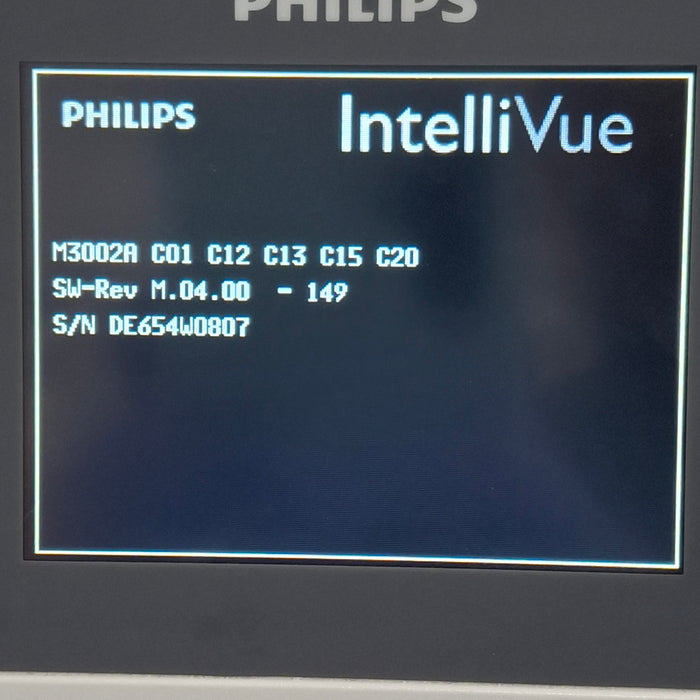 PHILIPS
PHILIPS IntelliVue
M3002A C01 C12 C13 C15 C20
SW-Rev M.04.00 - 149
S/N DE654W0807